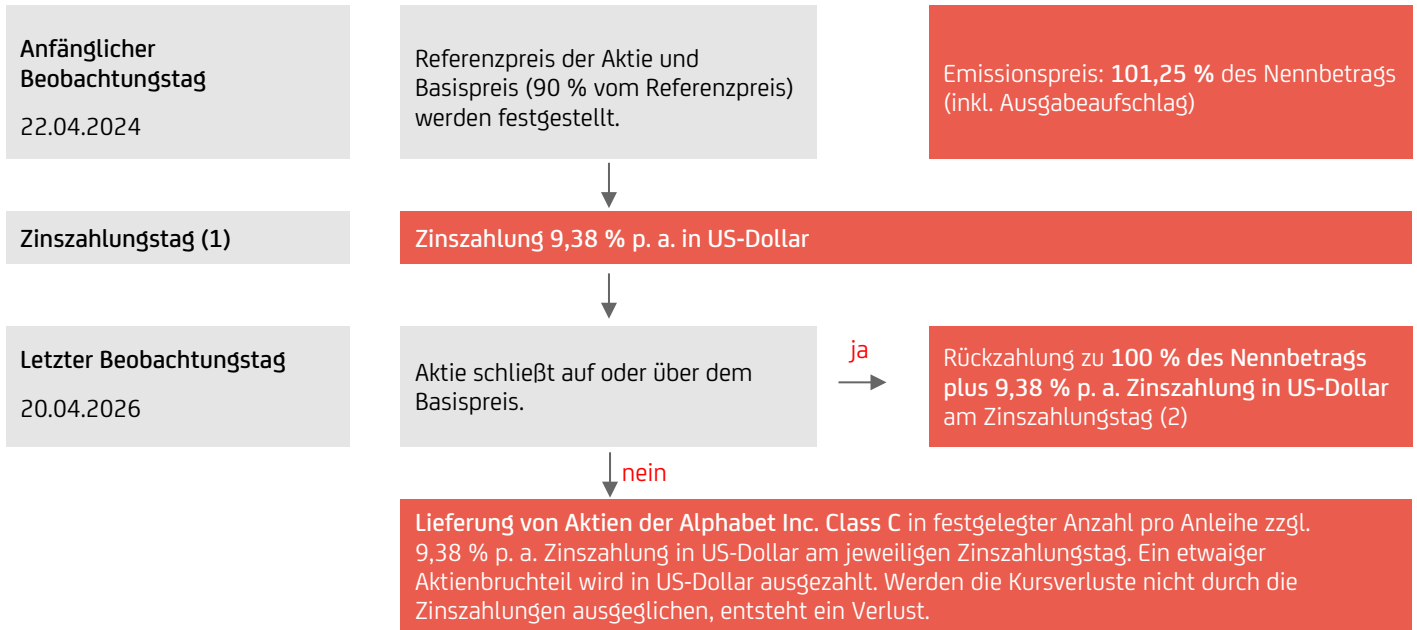 Anfänglicher
Beobachtungstag
22.04.2024
Referenzpreis der Aktie und
Basispreis (90 % vom Referenzpreis)
werden festgestellt.
Emissionspreis: 101,25 % des Nennbetrags
(inkl. Ausgabeaufschlag)
Zinszahlungstag (1)
Zinszahlung 9,38 % p. a. in US-Dollar
Letzter Beobachtungstag
20.04.2026
Aktie schließt auf oder über dem
Basispreis.
ja
Rückzahlung zu 100 % des Nennbetrags
plus 9,38 % p. a. Zinszahlung in US-Dollar
am Zinszahlungstag (2)
nein
Lieferung von Aktien der Alphabet Inc. Class C in festgelegter Anzahl pro Anleihe zzgl.
9,38 % p. a. Zinszahlung in US-Dollar am jeweiligen Zinszahlungstag. Ein etwaiger
Aktienbruchteil wird in US-Dollar ausgezahlt. Werden die Kursverluste nicht durch die
Zinszahlungen ausgeglichen, entsteht ein Verlust.